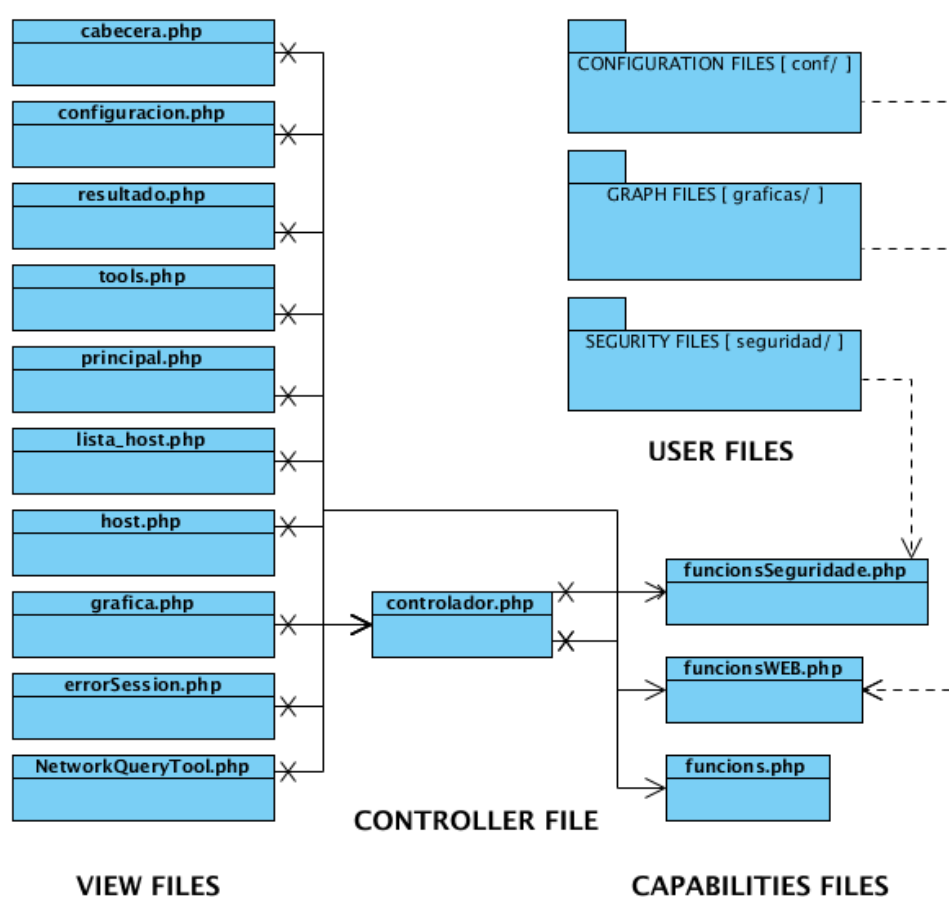 cabecera.php
configuracion.php
resultado.php
tools.php
principal.php
lista_host.php
host.php
grafica.php
errorSession.php
NetworkQueryTool.php
VIEW FILES
controlador.php
CONTROLLER FILE
CONFIGURATION FILES [ conf/ ]
GRAPH FILES [ graficas/ ]
SEGURITY FILES [ seguridad/ ]
USER FILES
funcionsSeguridade.php
funcionsWEB.php
funcions.php
CAPABILITIES FILES